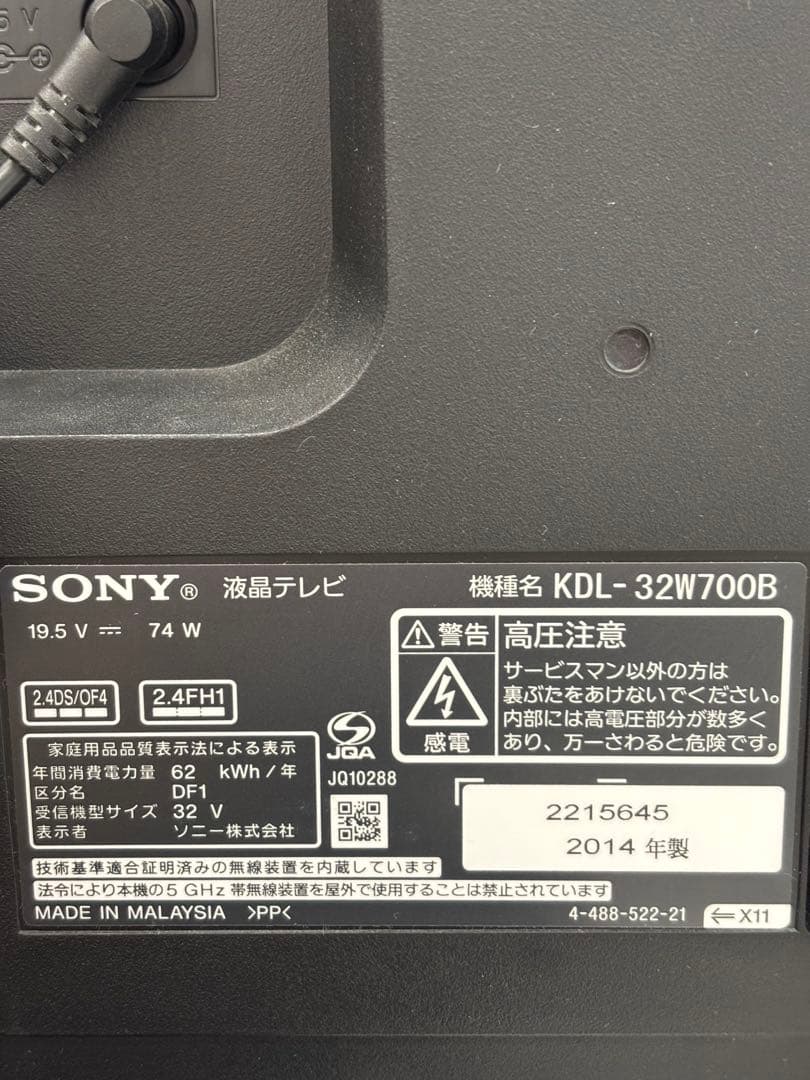 5 V
SONY® 液晶テレビ
機種名 KDL-32W700B
19.5 V 74 W
2.4DS/OF4
2.4FH1
警告
高圧注意
感電
サービスマン以外の方は
裏ぶたをあけないでください。
内部には高電圧部分が数多く
あり、万一さわると危険です。
JQA
JQ10288
家庭用品品質表示法による表示
年間消費電力量 62 kWh/年
区分名 DF1
受信機型サイズ 32 V
表示者 ソニー株式会社
2215645
2014 年製
技術基準適合証明済みの無線装置を内蔵しています
法令により本機の5 GHz 帯無線装置を屋外で使用することは禁止されています
MADE IN MALAYSIA >PP<
4-488-522-21
⇐X11